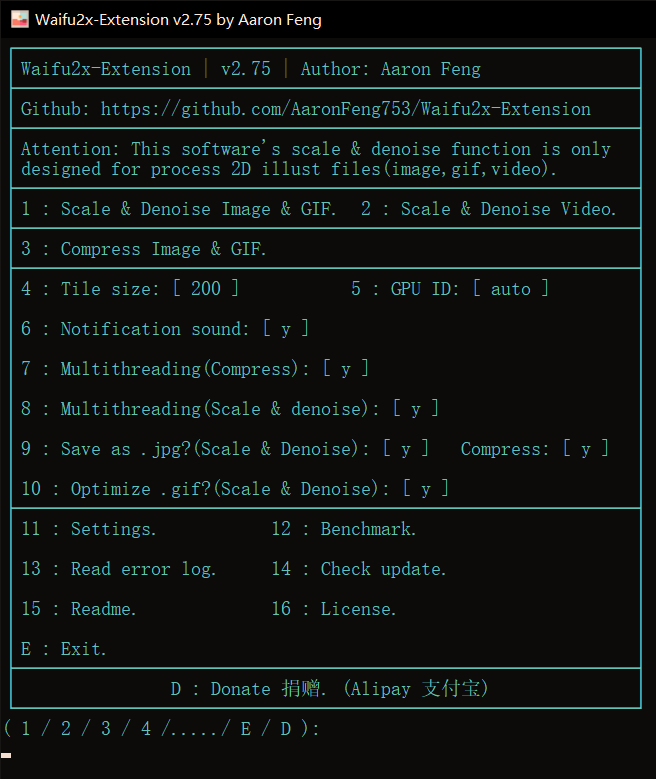 Waifu2x-Extension v2.75 by Aaron Feng
Waifu2x-Extension | v2.75 | Author: Aaron Feng
Github: https://github.com/AaronFeng753/Waifu2x-Extension
Attention: This software's scale & denoise function is only
designed for process 2D illust files(image,gif,video).
1 : Scale & Denoise Image & GIF.  2 : Scale & Denoise Video.
3 : Compress Image & GIF.
4 : Tile size: [ 200 ]           5 : GPU ID: [ auto ]
6 : Notification sound: [ y ]
7 : Multithreading(Compress): [ y ]
8 : Multithreading(Scale & denoise): [ y ]
9 : Save as .jpg?(Scale & Denoise): [ y ]   Compress: [ y ]
10 : Optimize .gif?(Scale & Denoise): [ y ]
11 : Settings.           12 : Benchmark.
13 : Read error log.     14 : Check update.
15 : Readme.             16 : License.
E : Exit.
D : Donate 捐赠. (Alipay 支付宝)
( 1 / 2 / 3 / 4 /...../ E / D ):